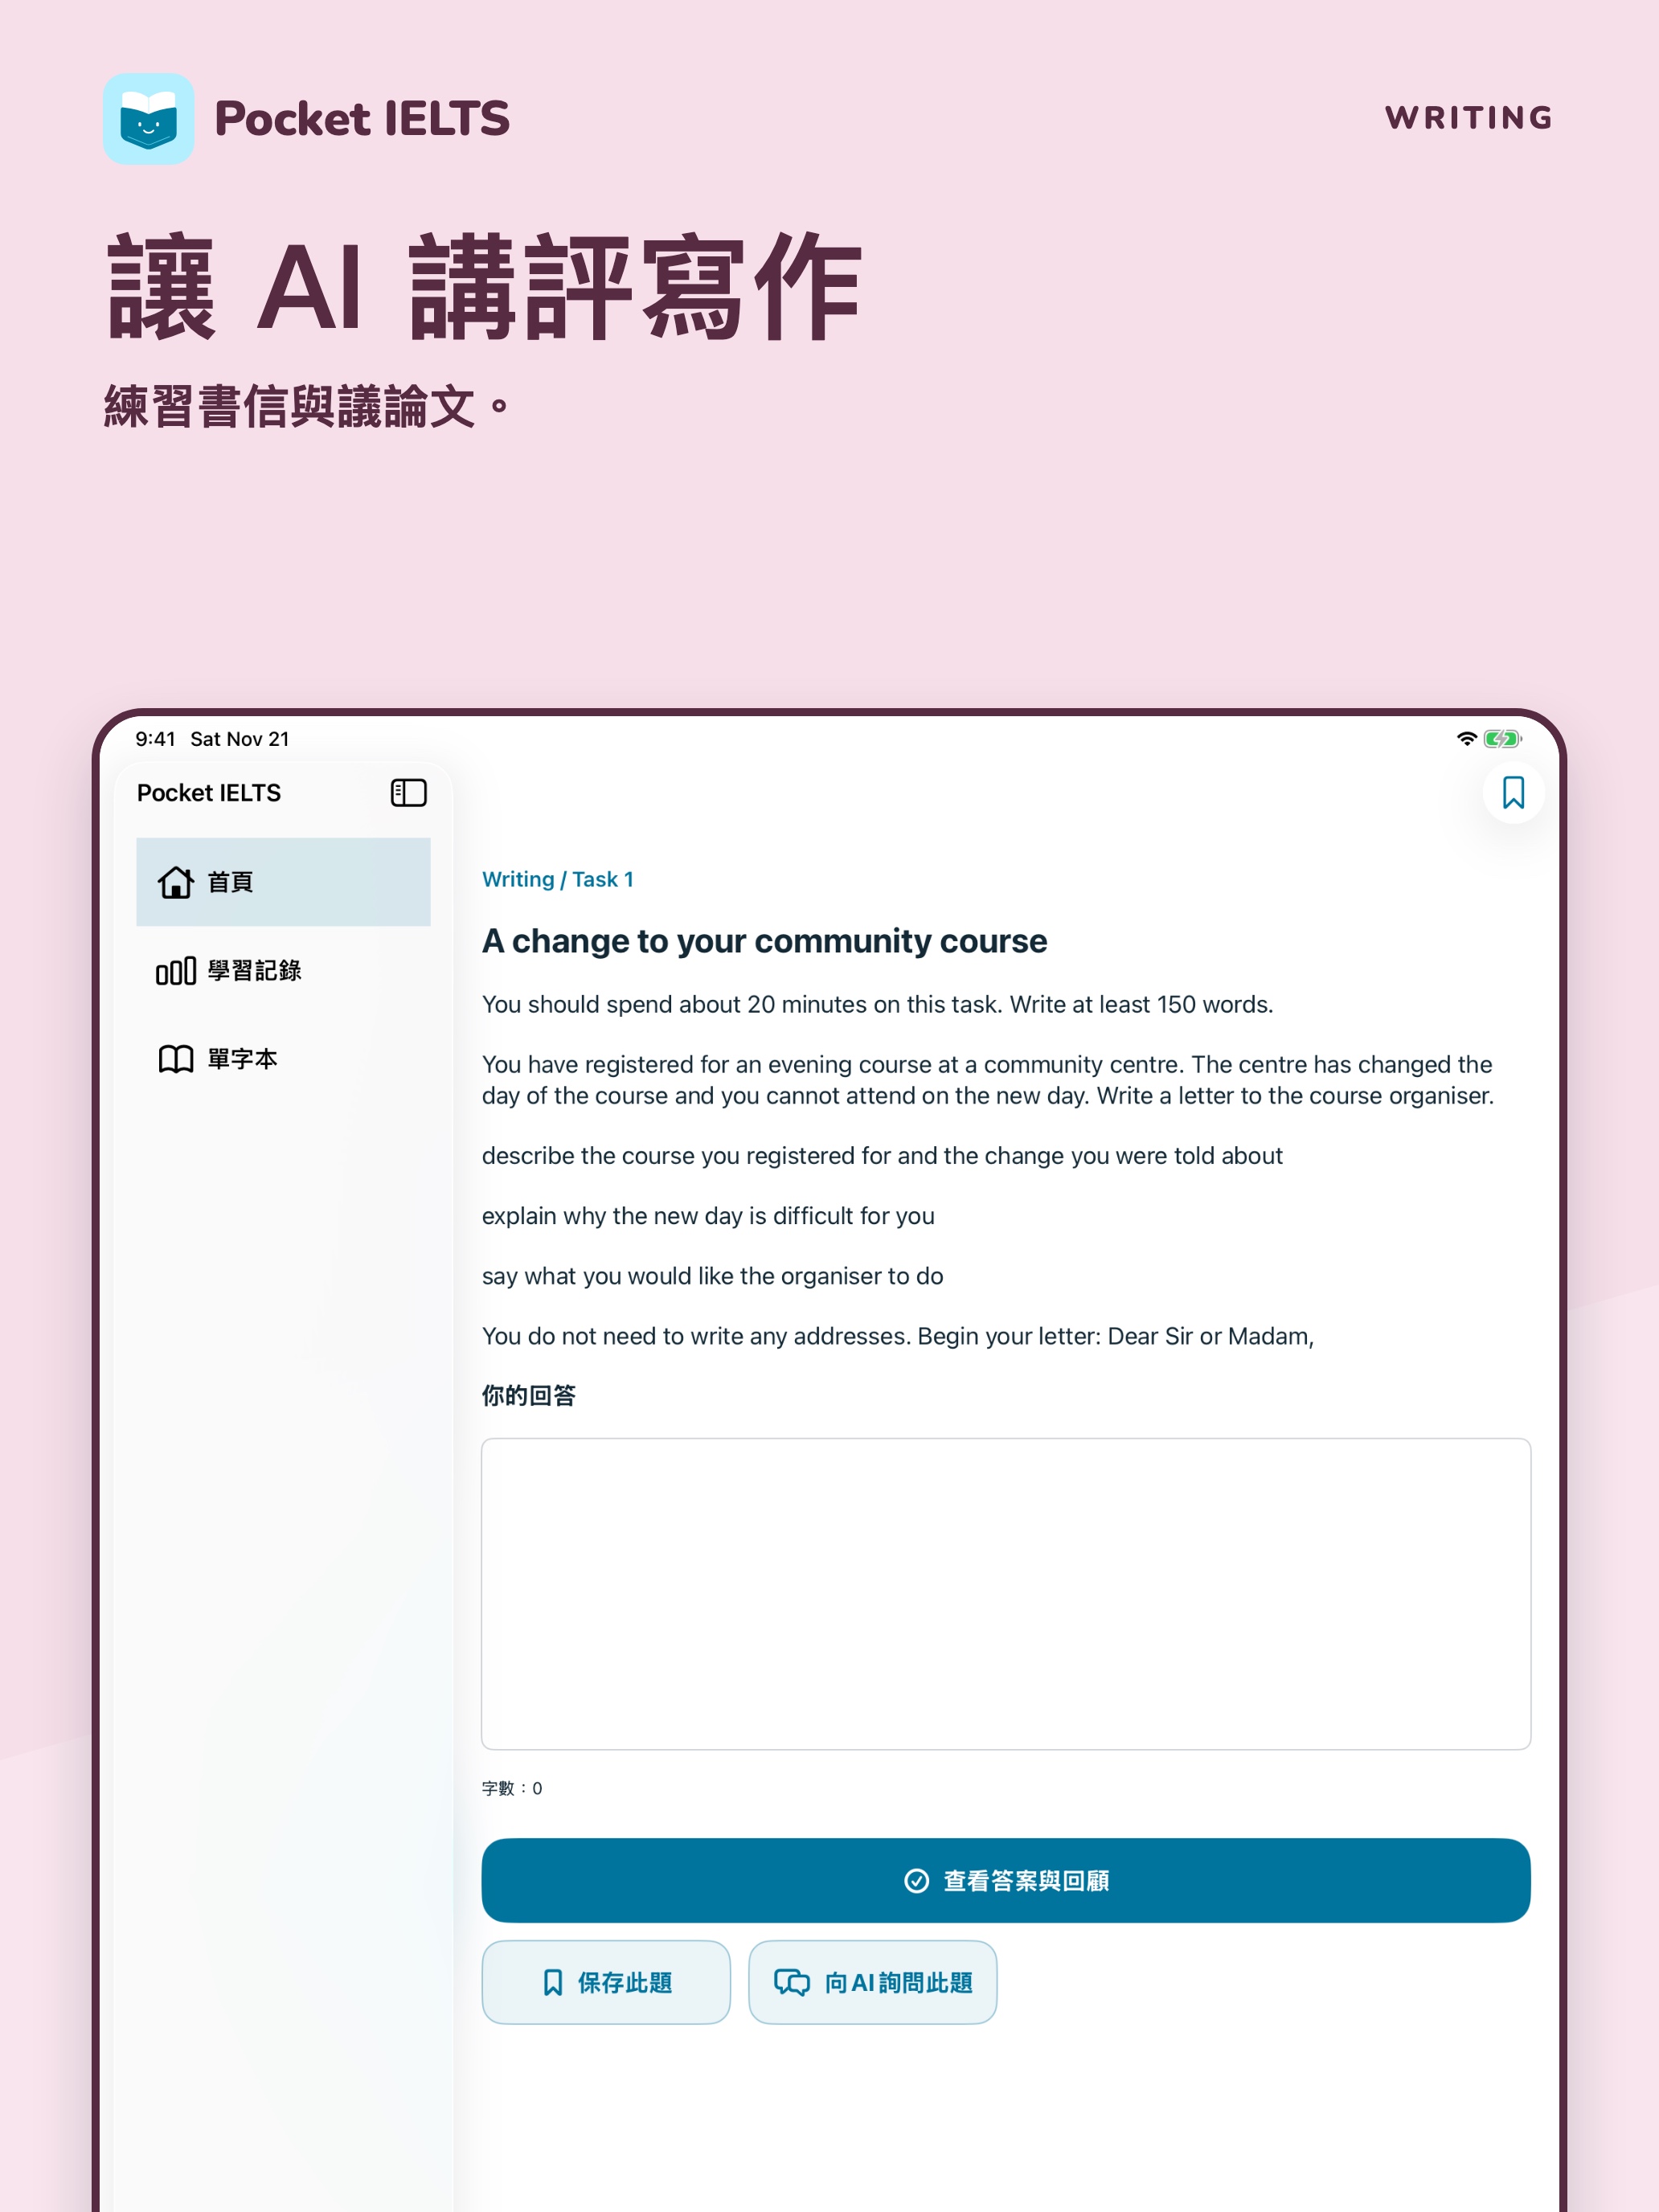 Pocket IELTS
WRITING
讓 AI 講評寫作
練習書信與議論文。
9:41 Sat Nov 21
Pocket IELTS
首頁
學習記錄
單字本
Writing / Task 1
A change to your community course
You should spend about 20 minutes on this task. Write at least 150 words.
You have registered for an evening course at a community centre. The centre has changed the
day of the course and you cannot attend on the new day. Write a letter to the course organiser.
describe the course you registered for and the change you were told about
explain why the new day is difficult for you
say what you would like the organiser to do
You do not need to write any addresses. Begin your letter: Dear Sir or Madam,
你的回答
字數：0
查看答案與回顧
保存此題
向 AI 詢問此題